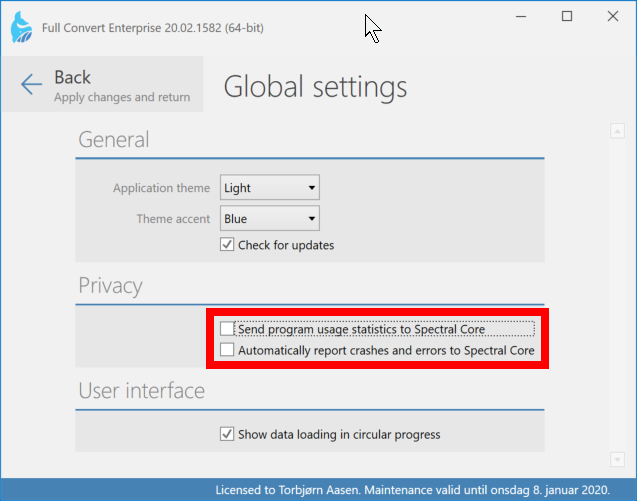 Full Convert Enterprise 20.02.1582 (64-bit)
Back
Apply changes and return
Global settings
General
Application theme Light
Theme accent Blue
Check for updates
Privacy
Send program usage statistics to Spectral Core
Automatically report crashes and errors to Spectral Core
User interface
Show data loading in circular progress
Licensed to Torbjørn Aasen. Maintenance valid until onsdag 8. januar 2020.